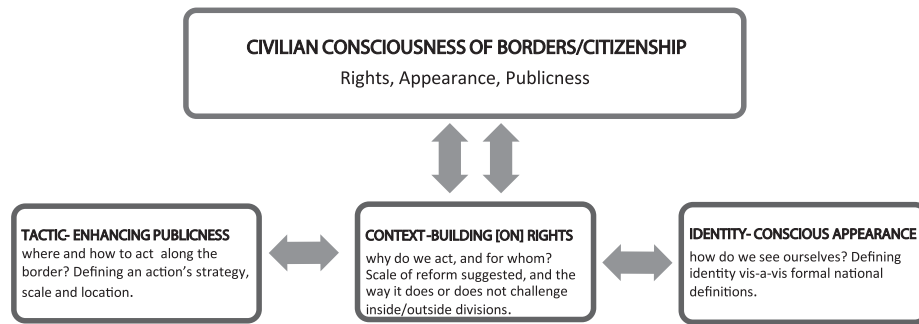 CIVILIAN CONSCIOUSNESS OF BORDERS/CITIZENSHIP
Rights, Appearance, Publicness
TACTIC- ENHANCING PUBLICNESS
where and how to act along the
border? Defining an action's strategy,
scale and location.
CONTEXT-BUILDING [ON] RIGHTS
why do we act, and for whom?
Scale of reform suggested, and the
way it does or does not challenge
inside/outside divisions.
IDENTITY- CONSCIOUS APPEARANCE
how do we see ourselves? Defining
identity vis-a-vis formal national
definitions.